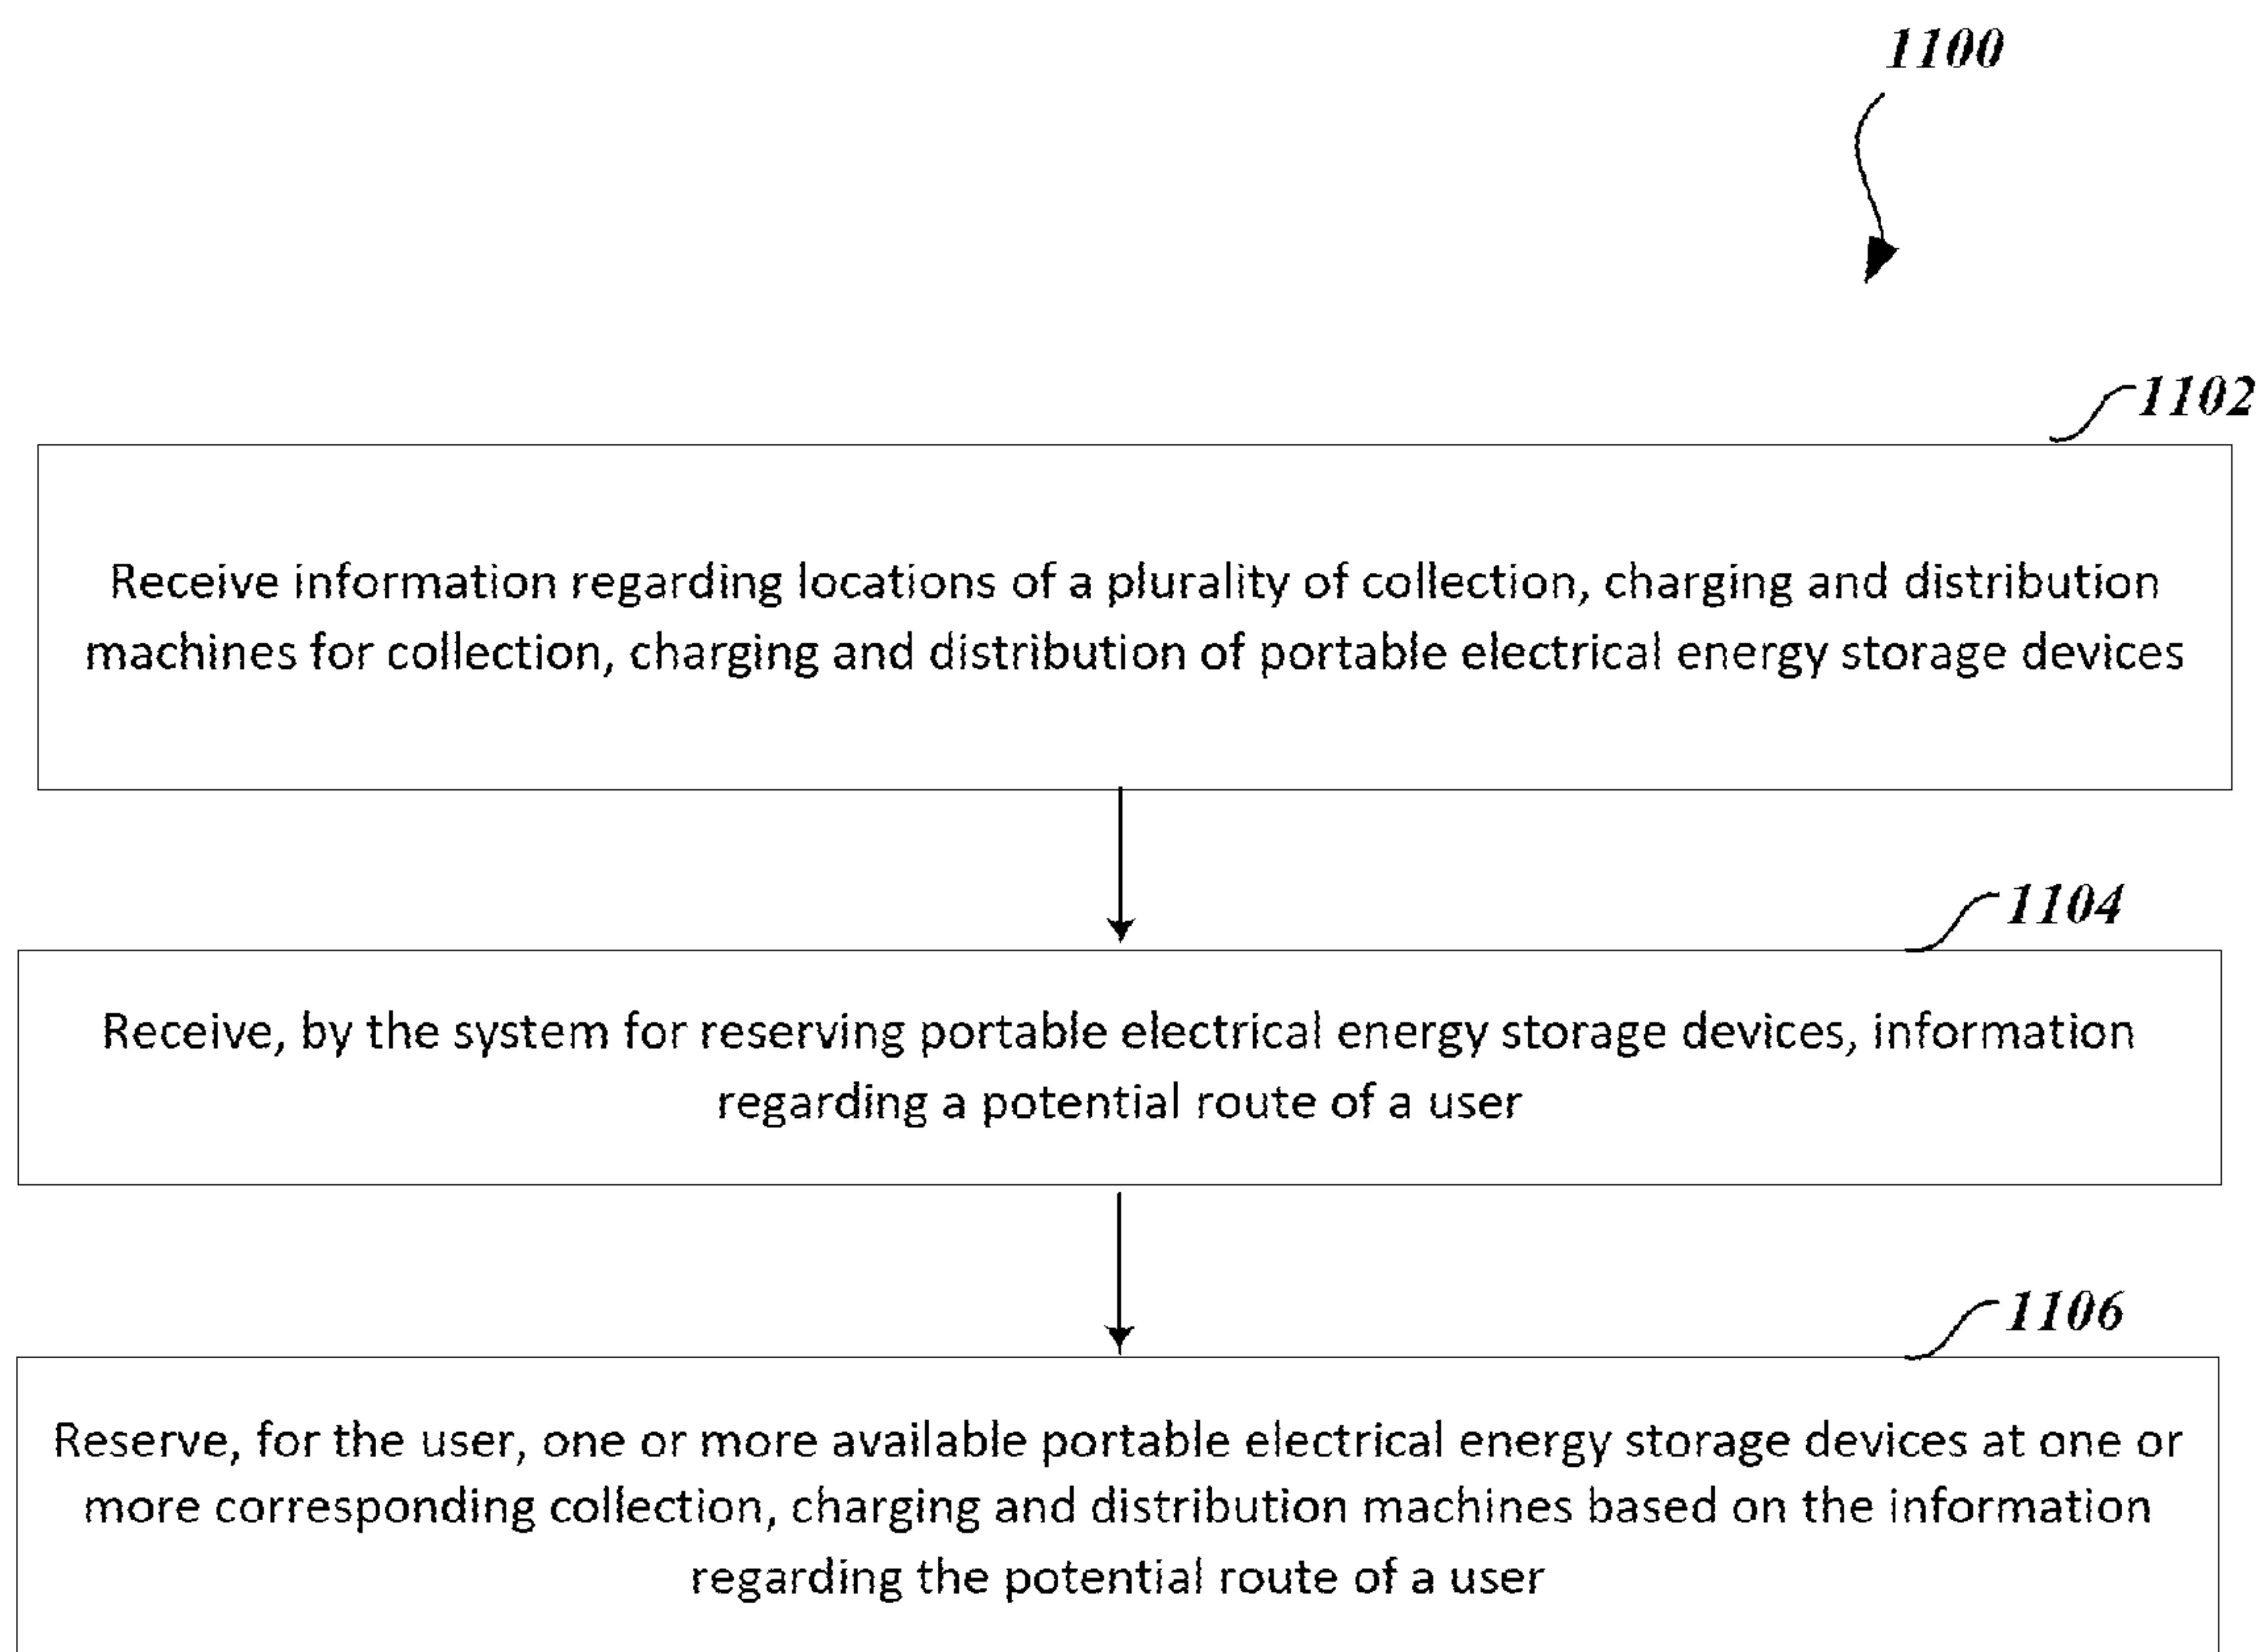 1100
1102
Receive information regarding locations of a plurality of collection, charging and distribution
machines for collection, charging and distribution of portable electrical energy storage devices
1104
Receive, by the system for reserving portable electrical energy storage devices, information
regarding a potential route of a user
1106
Reserve, for the user, one or more available portable electrical energy storage devices at one or
more corresponding collection, charging and distribution machines based on the information
regarding the potential route of a user